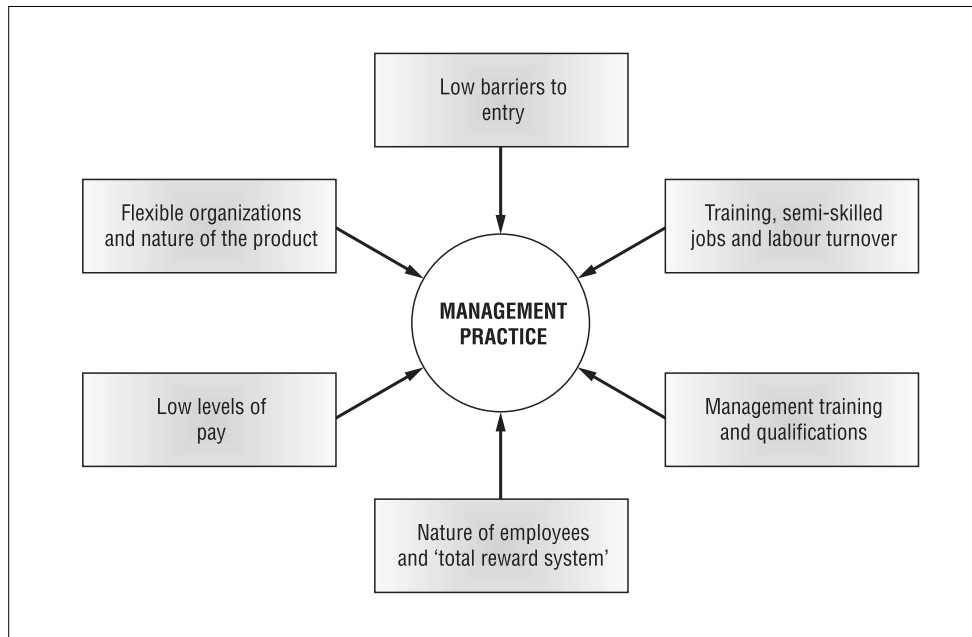 Low barriers to
entry
Flexible organizations
and nature of the product
Training, semi-skilled
jobs and labour turnover
MANAGEMENT
PRACTICE
Low levels of
pay
Management training
and qualifications
Nature of employees
and ‘total reward system’